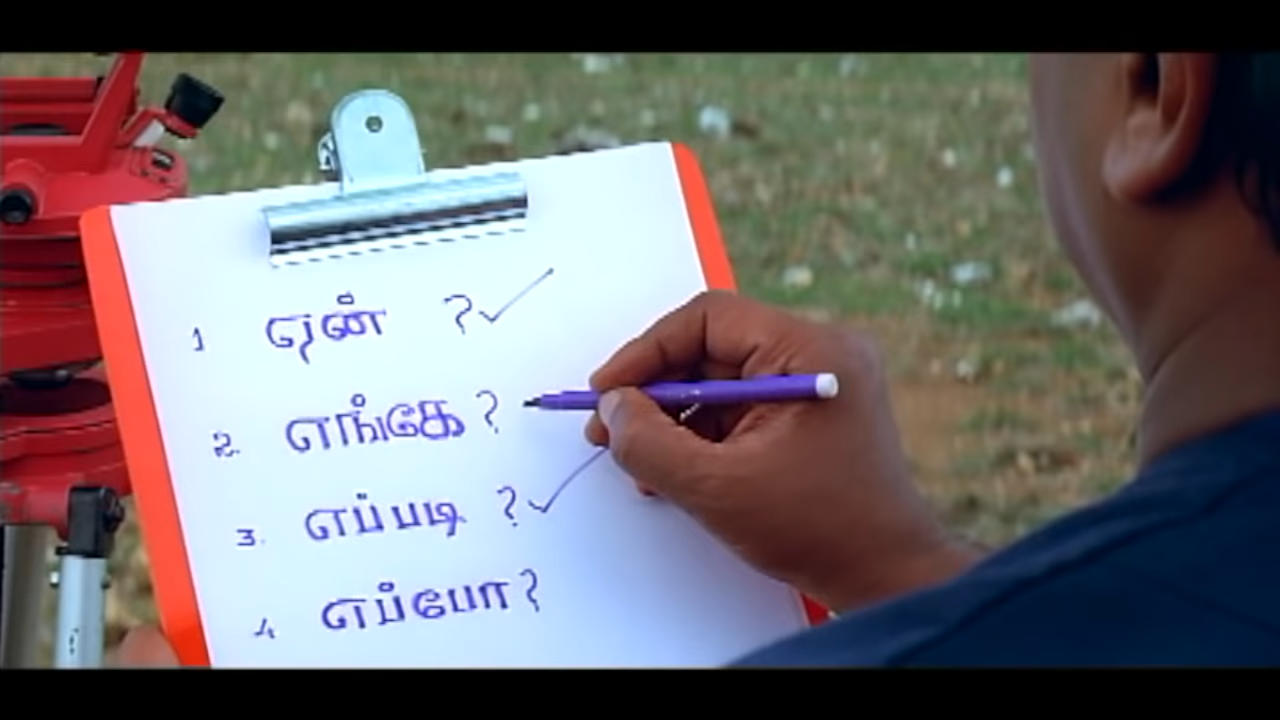 1 ஏன் ?
2. எங்கே ?
3. எப்படி ?
4 எப்போ ?